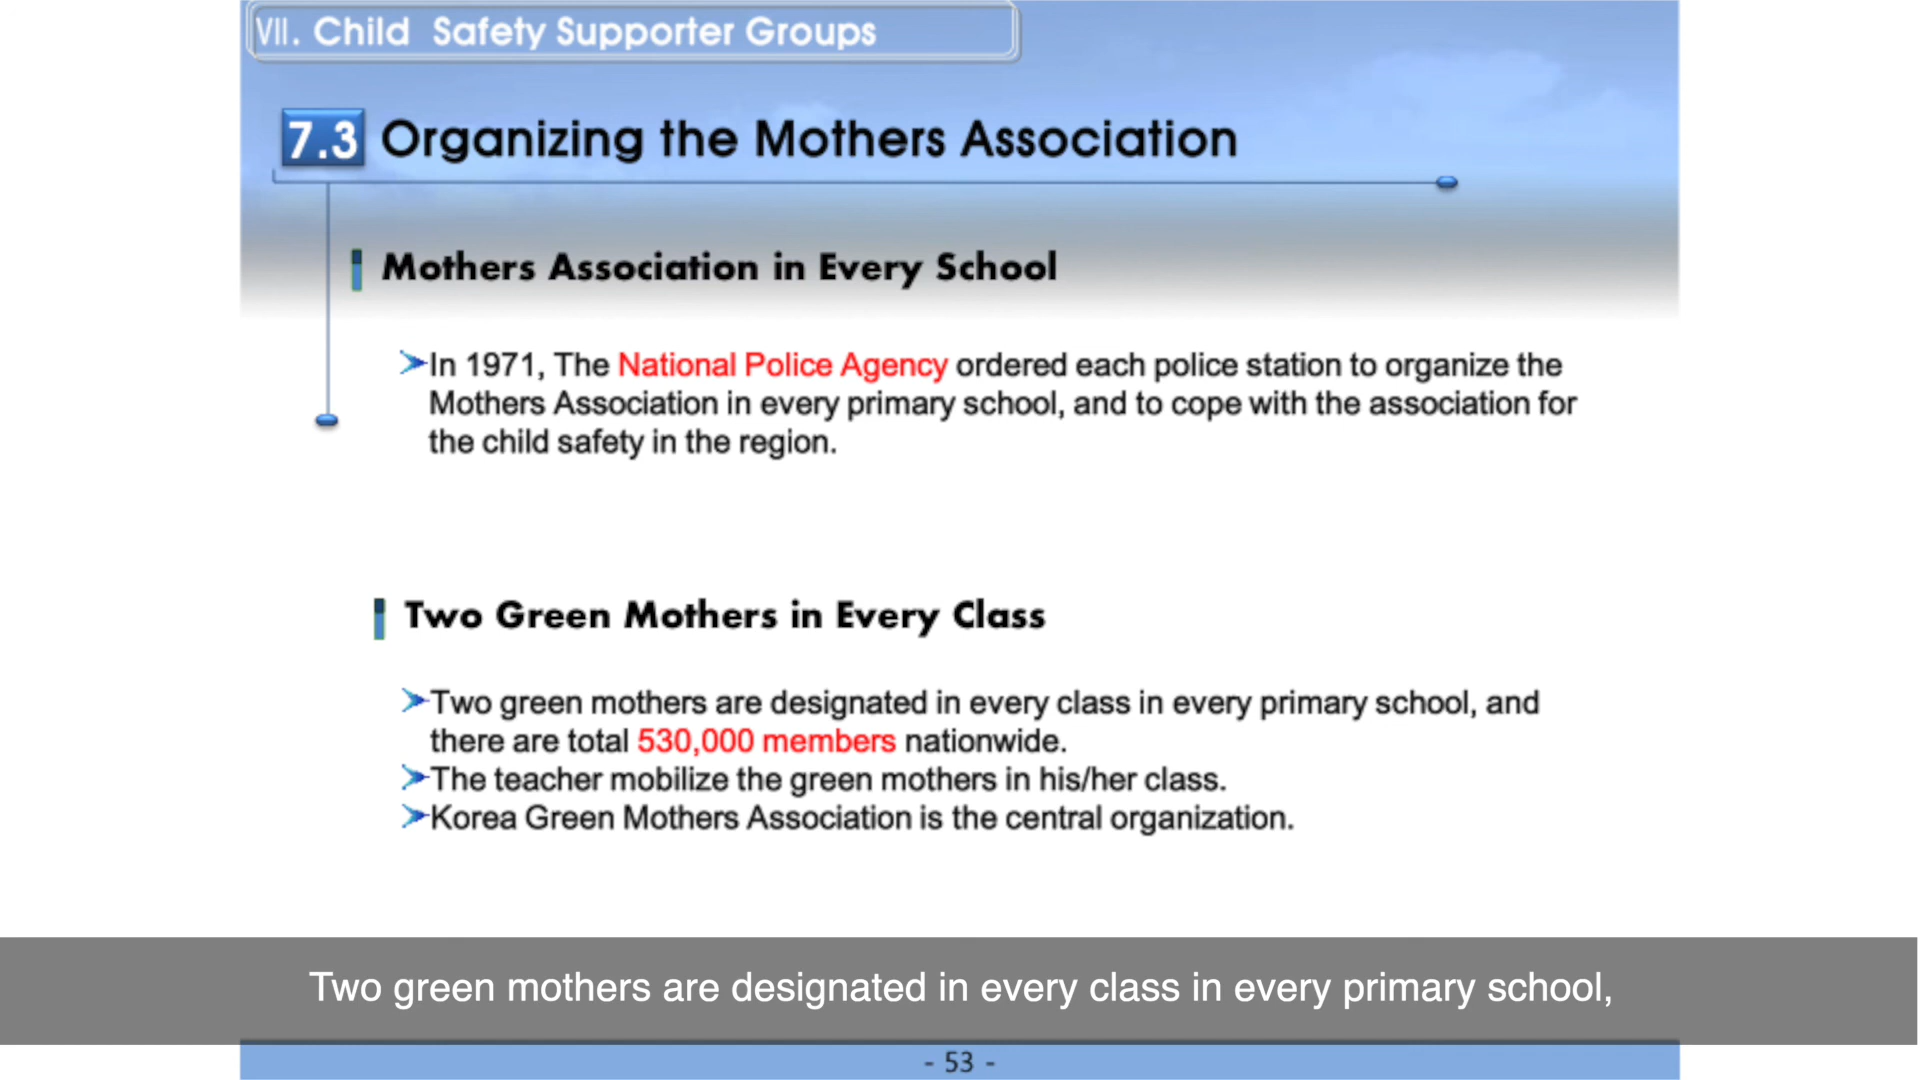 VII. Child Safety Supporter Groups
7.3 Organizing the Mothers Association
Mothers Association in Every School
In 1971, The National Police Agency ordered each police station to organize the
Mothers Association in every primary school, and to cope with the association for
the child safety in the region.
Two Green Mothers in Every Class
Two green mothers are designated in every class in every primary school, and
there are total 530,000 members nationwide.
The teacher mobilize the green mothers in his/her class.
Korea Green Mothers Association is the central organization.
Two green mothers are designated in every class in every primary school,
- 53 -